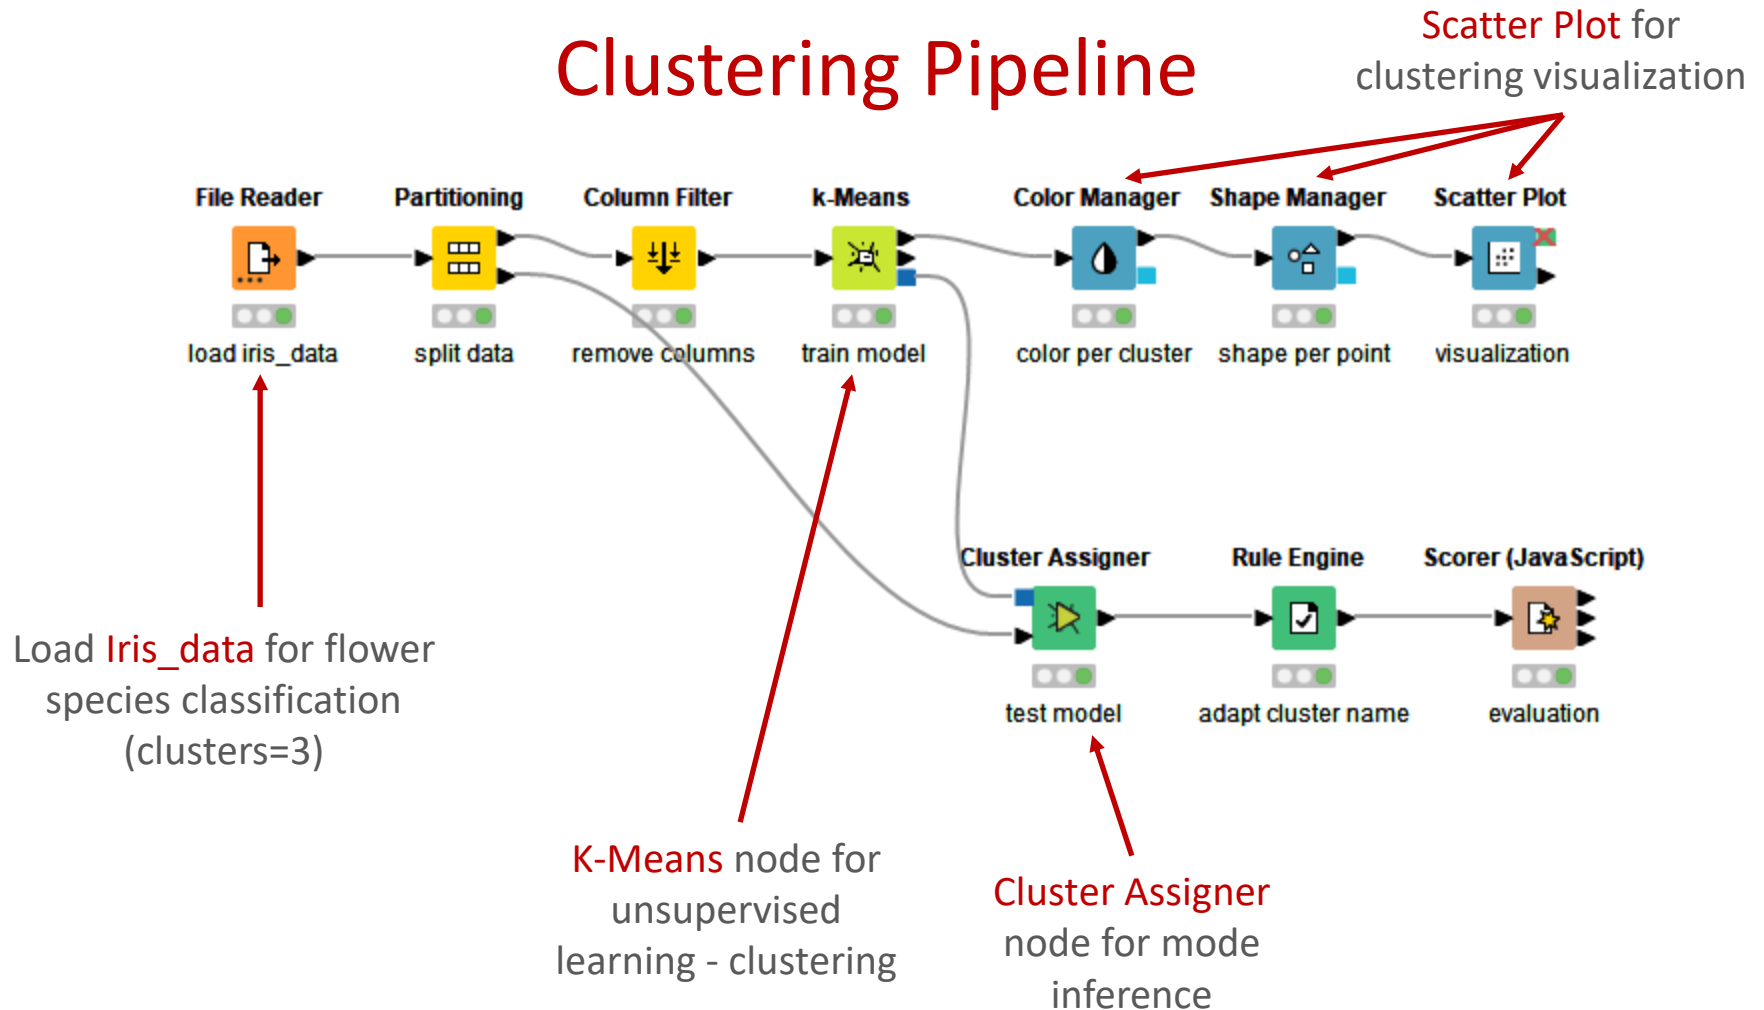 Clustering Pipeline
Scatter Plot for
clustering visualization
File Reader
Partitioning
Column Filter
k-Means
Color Manager
Shape Manager
Scatter Plot
load iris_data
split data
remove columns
train model
color per cluster
shape per point
visualization
Cluster Assigner
Rule Engine
Scorer (JavaScript)
test model
adapt cluster name
evaluation
Load Iris_data for flower
species classification
(clusters=3)
K-Means node for
unsupervised
learning - clustering
Cluster Assigner
node for mode
inference